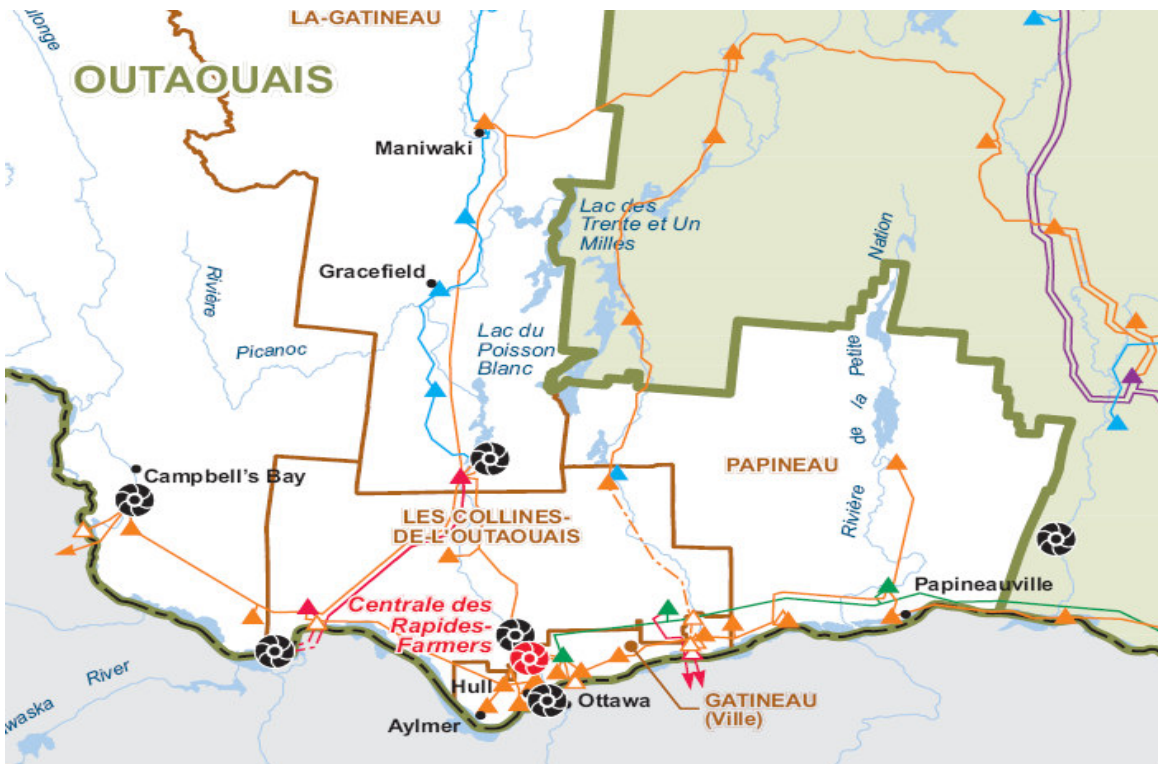 LA-GATINEAU
OUTAOUAIS
Maniwaki
Lac des
Trente et Un
Milles
Nation
Gracefield
Rivière
Picanoc
Lac du
Poisson
Blanc
Rivière de la Petite
PAPINEAU
Campbell's Bay
LES COLLINES-
DE-L'OUTAOUAIS
Papineauville
Centrale des
Rapides-
Farmers
River
Hull
Ottawa
GATINEAU
(Ville)
Aylmer